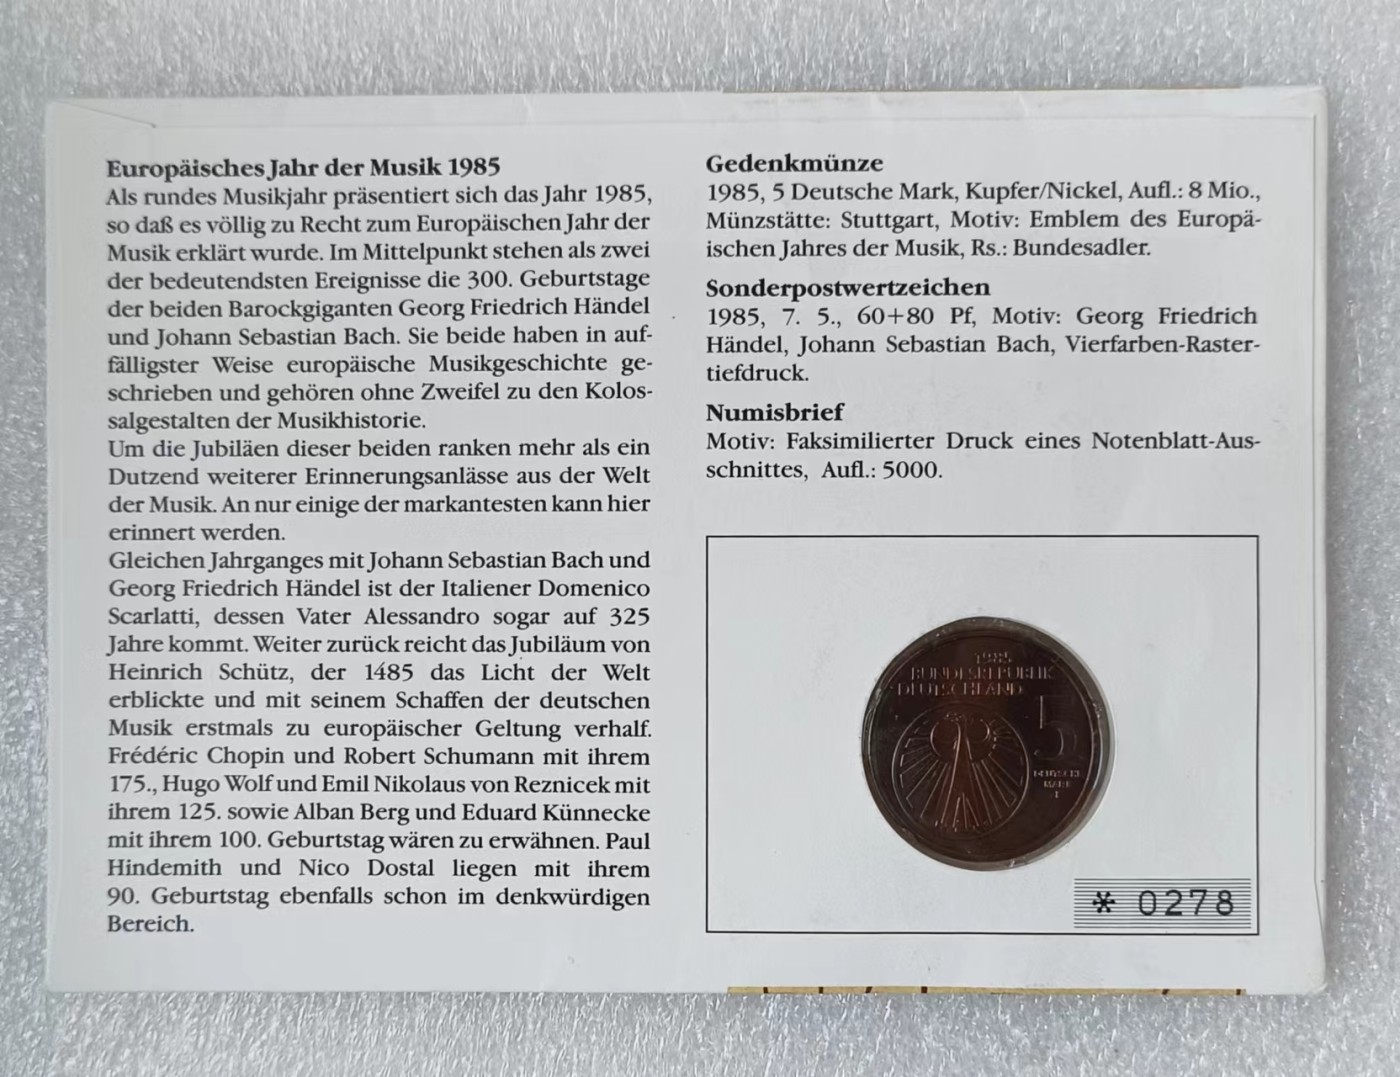 Europäisches Jahr der Musik 1985
Als rundes Musikjahr präsentiert sich das Jahr 1985,
so daß es völlig zu Recht zum Europäischen Jahr der
Musik erklärt wurde. Im Mittelpunkt stehen als zwei
der bedeutendsten Ereignisse die 300. Geburtstage
der beiden Barockgiganten Georg Friedrich Händel
und Johann Sebastian Bach. Sie beide haben in auf-
fälligster Weise europäische Musikgeschichte ge-
schrieben und gehören ohne Zweifel zu den Kolos-
salgestalten der Musikhistorie.
Um die Jubiläen dieser beiden ranken mehr als ein
Dutzend weiterer Erinnerungsanlässe aus der Welt
der Musik. An nur einige der markantesten kann hier
erinnert werden.
Gleichen Jahrganges mit Johann Sebastian Bach und
Georg Friedrich Händel ist der Italiener Domenico
Scarlatti, dessen Vater Alessandro sogar auf 325
Jahre kommt. Weiter zurück reicht das Jubiläum von
Heinrich Schütz, der 1485 das Licht der Welt
erblickte und mit seinem Schaffen der deutschen
Musik erstmals zu europäischer Geltung verhalf.
Frédéric Chopin und Robert Schumann mit ihrem
175., Hugo Wolf und Emil Nikolaus von Reznicek mit
ihrem 125. sowie Alban Berg und Eduard Künnecke
mit ihrem 100. Geburtstag wären zu erwähnen. Paul
Hindemith und Nico Dostal liegen mit ihrem
90. Geburtstag ebenfalls schon im denkwürdigen
Bereich.
Gedenkmünze
1985, 5 Deutsche Mark, Kupfer/Nickel, Aufl.: 8 Mio.,
Münzstätte: Stuttgart, Motiv: Emblem des Europä-
ischen Jahres der Musik, Rs.: Bundesadler.
Sonderpostwertzeichen
1985, 7. 5., 60+80 Pf, Motiv: Georg Friedrich
Händel, Johann Sebastian Bach, Vierfarben-Raster-
tiefdruck.
Numisbrief
Motiv: Faksimilierter Druck eines Notenblatt-Aus-
schnittes, Aufl.: 5000.
1985
BUNDESREPUBLIK
DEUTSCHLAND
5
DEUTSCHE
MARK
* 0278